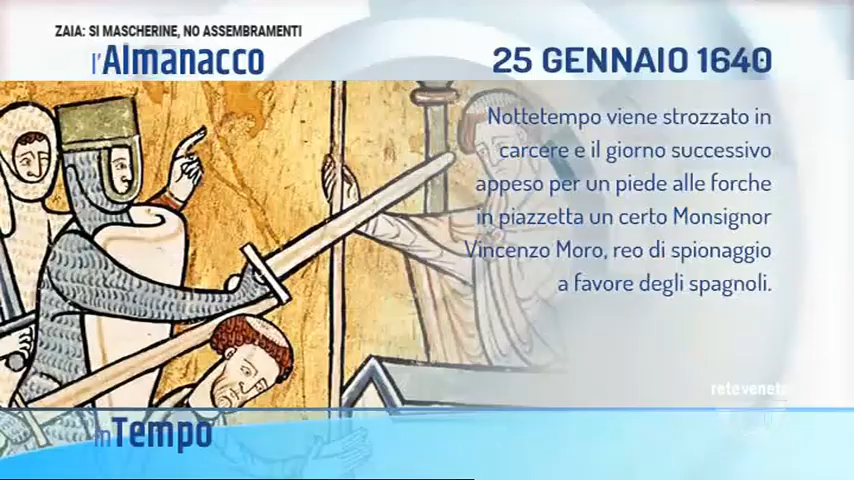 ZAIA: SI MASCHERINE, NO ASSEMBRAMENTI
l'Almanacco
25 GENNAIO 1640
Nottetempo viene strozzato in
carcere e il giorno successivo
appeso per un piede alle forche
in piazzetta un certo Monsignor
Vincenzo Moro, reo di spionaggio
a favore degli spagnoli.
reteveneta
inTempo